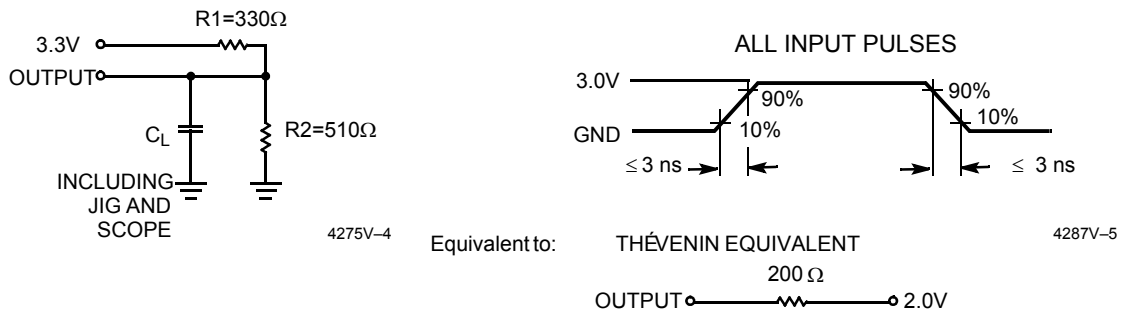 R1=330Ω
3.3V
OUTPUT
CL
R2=510Ω
INCLUDING
JIG AND
SCOPE
4275V–4
ALL INPUT PULSES
3.0V
90%
90%
10%
10%
GND
≤ 3 ns
≤ 3 ns
4287V–5
Equivalent to:
THÉVENIN EQUIVALENT
200 Ω
OUTPUT
2.0V